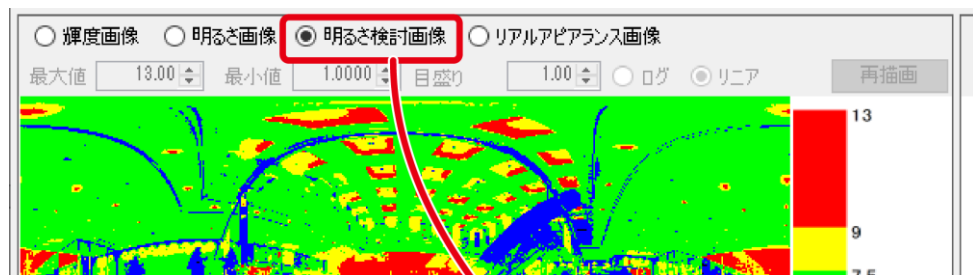 輝度画像 明るさ画像 明るさ検討画像 リアルアピアランス画像
最大値 13.00 最小値 1.0000 目盛り 1.00 ログ リニア 再描画
13
9
7.5